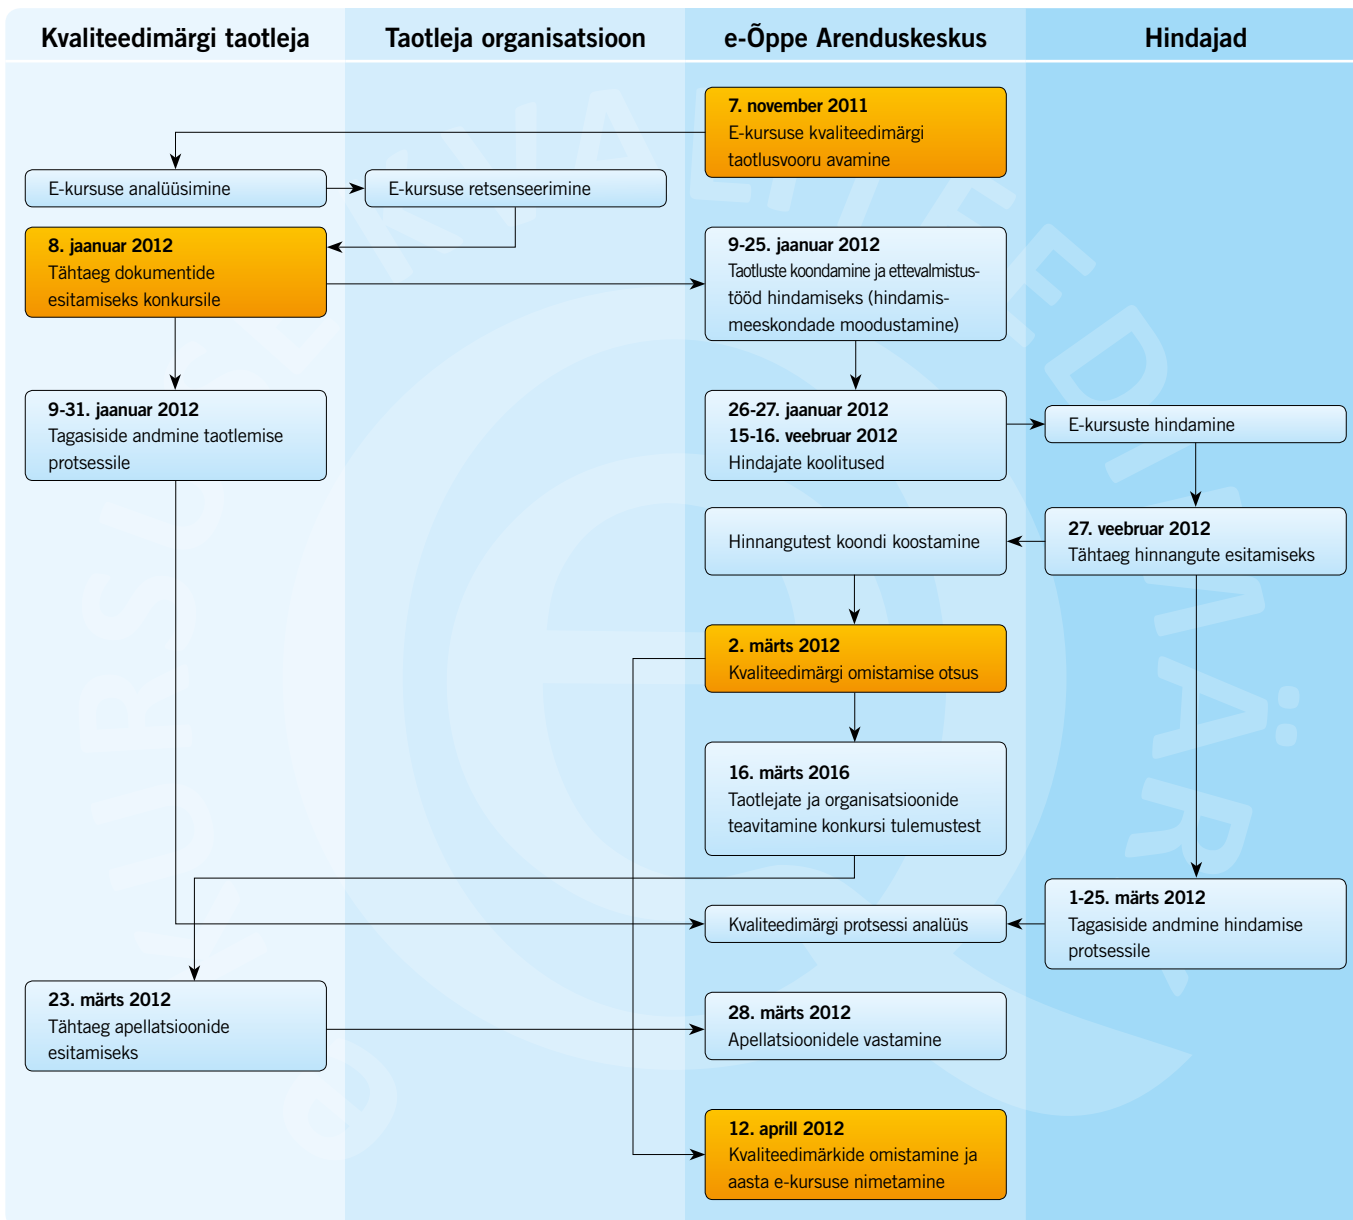 Kvaliteedimärgi taotleja
Taotleja organisatsioon
e-Õppe Arenduskeskus
Hindajad
7. november 2011
E-kursuse kvaliteedimärgi
taotlusvooru avamine
E-kursuse analüüsimine
E-kursuse retsenseerimine
8. jaanuar 2012
Tähtaeg dokumentide
esitamiseks konkursile
9-25. jaanuar 2012
Taotluste koondamine ja ettevalmistus-
tööd hindamiseks (hindamis-
meeskondade moodustamine)
9-31. jaanuar 2012
Tagasiside andmine taotlemise
protsessile
26-27. jaanuar 2012
15-16. veebruar 2012
Hindajate koolitused
E-kursuste hindamine
Hinnangutest koondi koostamine
27. veebruar 2012
Tähtaeg hinnangute esitamiseks
2. märts 2012
Kvaliteedimärgi omistamise otsus
16. märts 2016
Taotlejate ja organisatsioonide
teavitamine konkursi tulemustest
Kvaliteedimärgi protsessi analüüs
1-25. märts 2012
Tagasiside andmine hindamise
protsessile
23. märts 2012
Tähtaeg apellatsioonide
esitamiseks
28. märts 2012
Apellatsioonidele vastamine
12. aprill 2012
Kvaliteedimärkide omistamine ja
aasta e-kursuse nimetamine